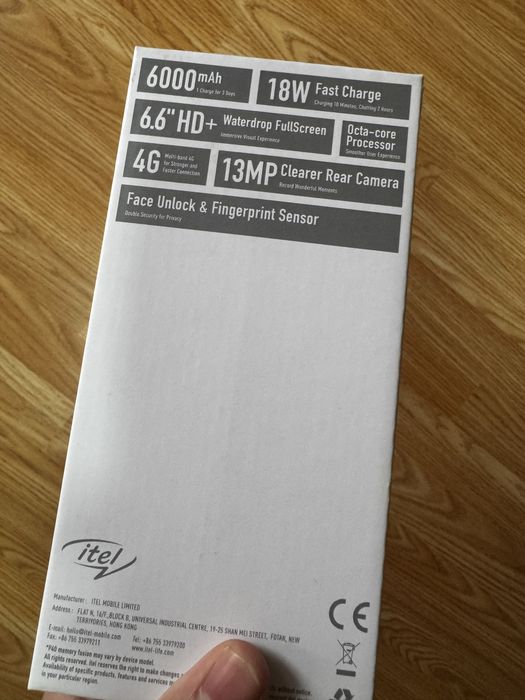 6000mAh
1 Charge for 3 Days
18W Fast Charge
Charging 10 Minutes, Chatting 2 Hours
6.6" HD+ Waterdrop FullScreen
Immersive Visual Experience
Octa-core
Processor
Smoother User Experience
4G
Multi-band 4G
for Stronger and
Faster Connection
13MP Clearer Rear Camera
Record Wonderful Moments
Face Unlock & Fingerprint Sensor
Double Security for Privacy
itel
Manufacturer: ITEL MOBILE LIMITED
Address: FLAT N, 16/F.,BLOCK B, UNIVERSAL INDUSTRIAL CENTRE, 19-25 SHAN MEI STREET, FOTAN, NEW
TERRITORIES, HONG KONG
E-mail: hello@itel-mobile.com Tel: +86 755 33979200
Fax: +86 755 33979211 www.itel-life.com
*P40 memory fusion may vary by device model.
All rights reserved. itel reserves the right to make changes
Availability of specific products, features and services
in your particular region.
without notice.
CE